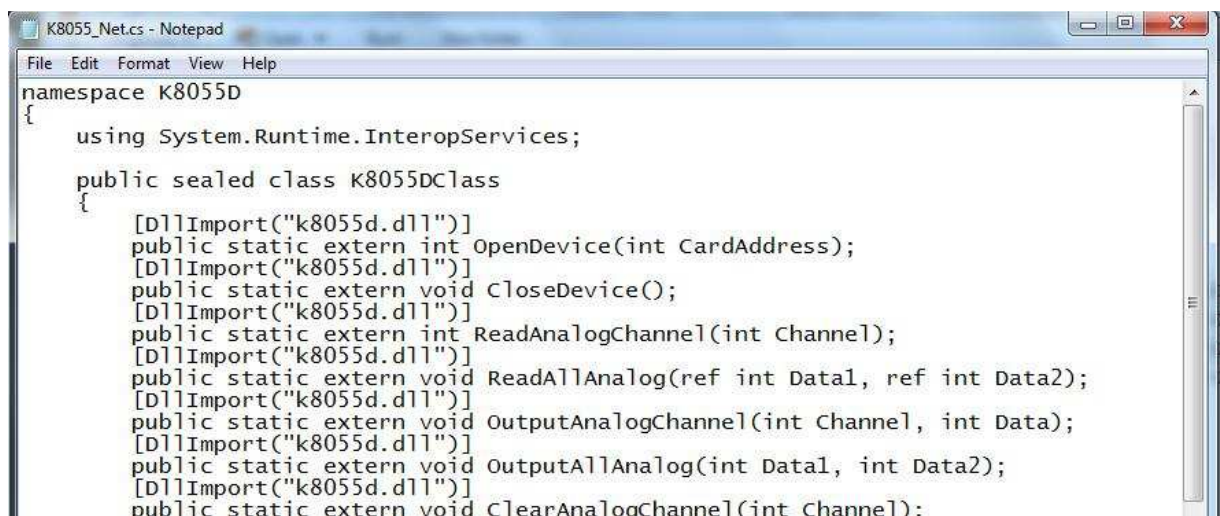 K8055_Net.cs - Notepad
File Edit Format View Help
namespace K8055D
{
    using System.Runtime.InteropServices;

    public sealed class K8055DClass
    {
        [DllImport("k8055d.dll")]
        public static extern int OpenDevice(int CardAddress);
        [DllImport("k8055d.dll")]
        public static extern void CloseDevice();
        [DllImport("k8055d.dll")]
        public static extern int ReadAnalogChannel(int Channel);
        [DllImport("k8055d.dll")]
        public static extern void ReadAllAnalog(ref int Data1, ref int Data2);
        [DllImport("k8055d.dll")]
        public static extern void OutputAnalogChannel(int Channel, int Data);
        [DllImport("k8055d.dll")]
        public static extern void OutputAllAnalog(int Data1, int Data2);
        [DllImport("k8055d.dll")]
        public static extern void ClearAnalogChannel(int Channel);